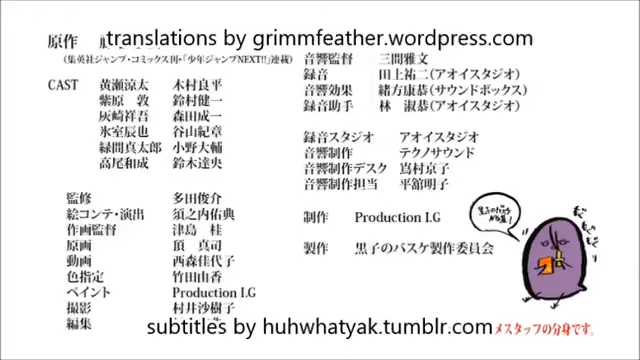 translations by grimmfeather.wordpress.com
原作
(集英社ジャンプ・コミックス刊・「少年ジャンプNEXT!!」連載)
CAST 黄瀬涼太 木村良平
紫原 敦 鈴村健一
灰崎祥吾 森田成一
氷室辰也 谷山紀章
緑間真太郎 小野大輔
高尾和成 鈴木達央
監修 多田俊介
絵コンテ・演出 須之内佑典
作画監督 津島 桂
原画 頂 真司
動画 西森佳代子
色指定 竹田由香
ペイント Production I.G
撮影 村井沙樹子
編集
音響監督 三間雅文
録音 田上祐二(アオイスタジオ)
音響効果 緒方康恭(サウンドボックス)
録音助手 林 淑恭(アオイスタジオ)
録音スタジオ アオイスタジオ
音響制作 テクノサウンド
音響制作デスク 嶌村京子
音響制作担当 平舘明子
制作 Production I.G
製作 黒子のバスケ製作委員会
メスタッフの分身です。
subtitles by huhwhatyak.tumblr.com